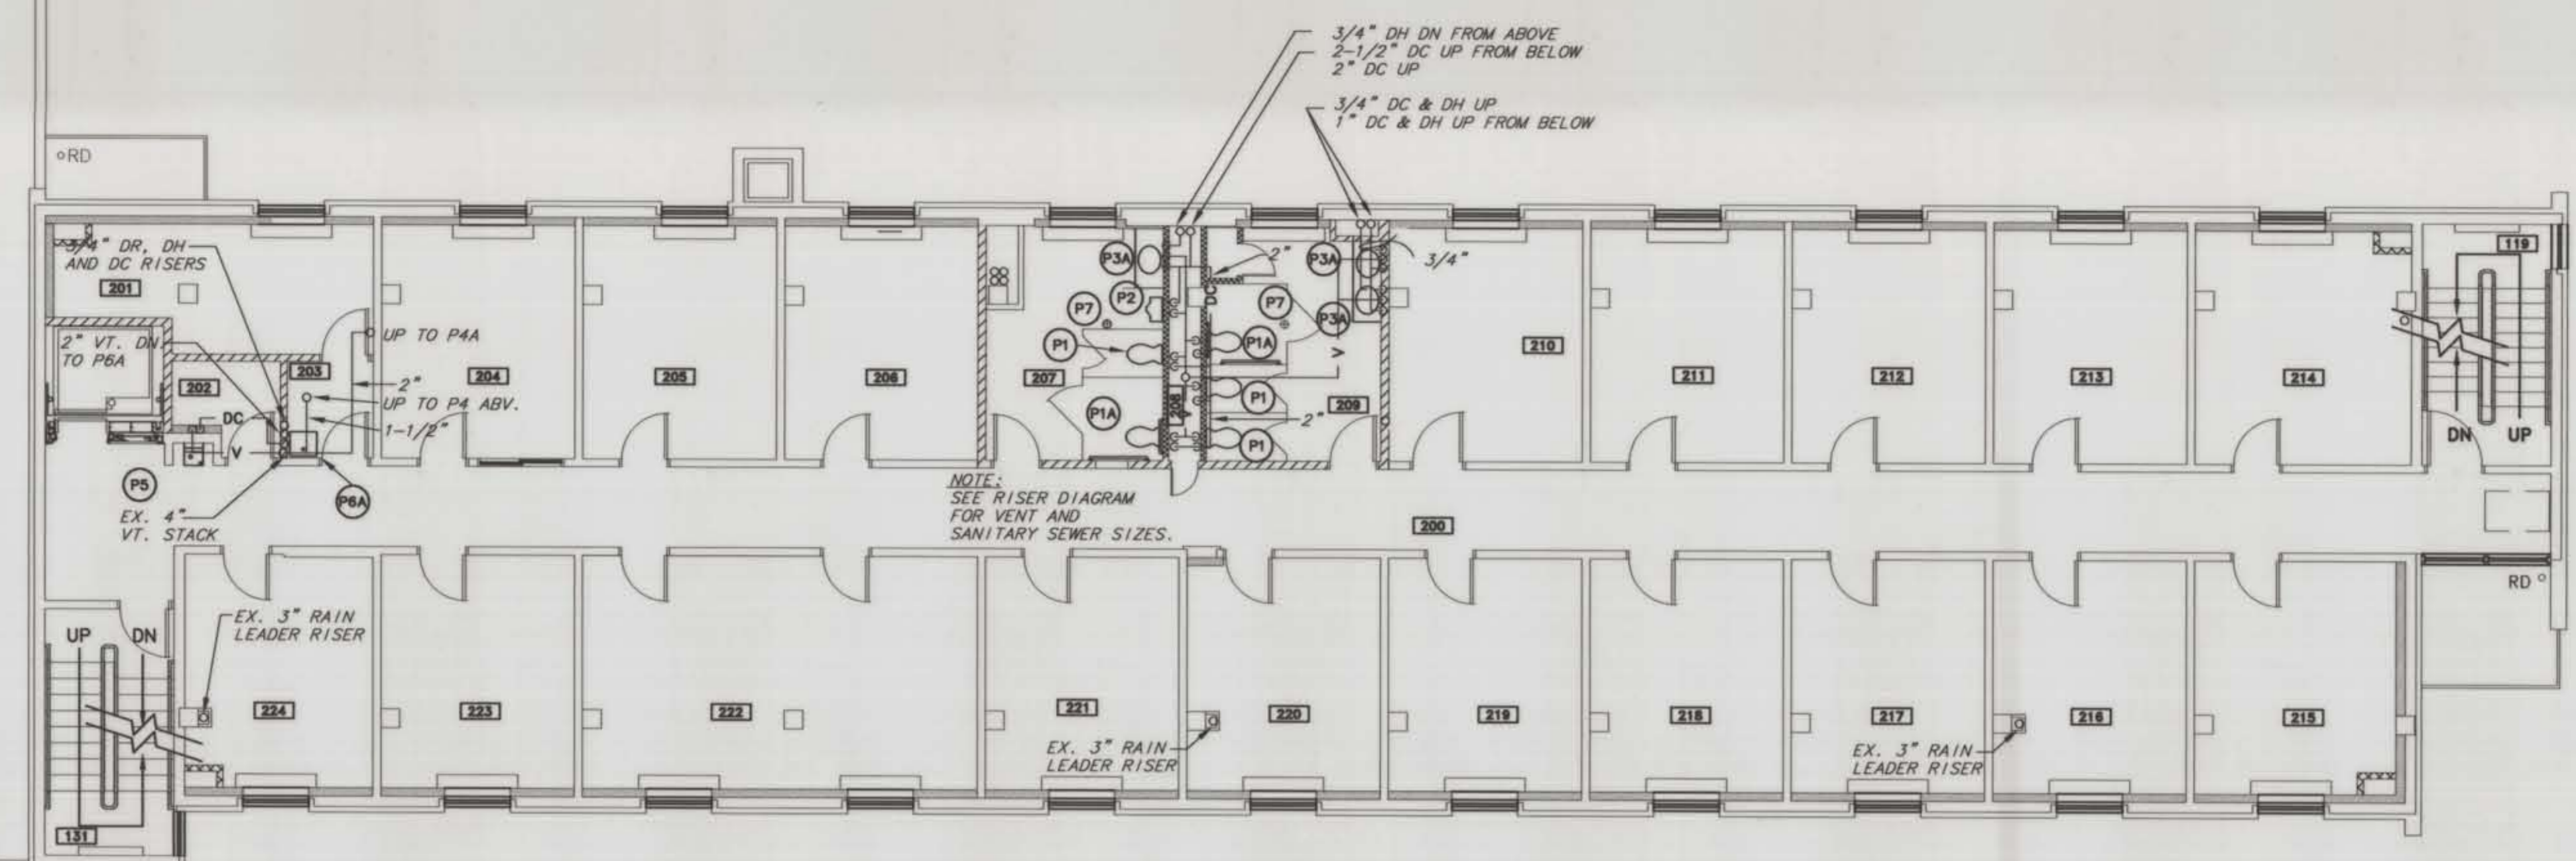 3/4" DH DN FROM ABOVE
2-1/2" DC UP FROM BELOW
2" DC UP
3/4" DC & DH UP
1" DC & DH UP FROM BELOW
RD
3/4" DR, DH
AND DC RISERS
201
2" VT. DN.
TO P6A
202
203
UP TO P4A
2"
UP TO P4 ABV.
1-1/2"
DC
V
P5
P6A
EX. 4"
VT. STACK
204
205
206
207
P3A
P2
P7
P1
P1A
208
DC
V
2"
P3A
P7
P3A
P1A
V
P1
209
2"
P1
3/4"
210
211
212
213
214
119
DN
UP
NOTE:
SEE RISER DIAGRAM
FOR VENT AND
SANITARY SEWER SIZES.
200
RD
UP
DN
131
EX. 3" RAIN
LEADER RISER
224
223
222
221
EX. 3" RAIN
LEADER RISER
220
219
218
217
EX. 3" RAIN
LEADER RISER
216
215